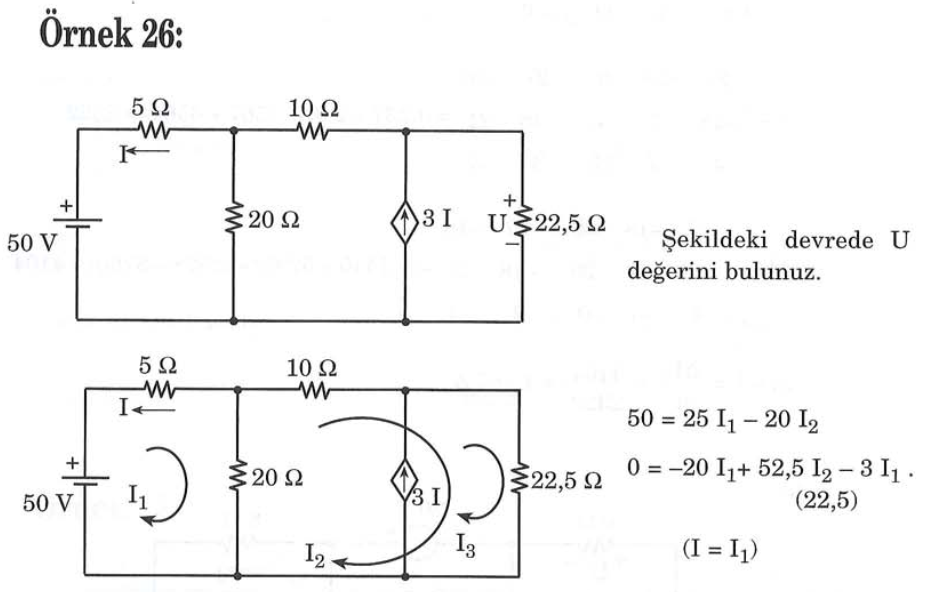 Örnek 26:
5 Ω
10 Ω
I
+
50 V
20 Ω
3 I
+
U
–
22,5 Ω
Şekildeki devrede U
değerini bulunuz.
5 Ω
10 Ω
I
+
50 V
I₁
20 Ω
I₂
3 I
I₃
22,5 Ω
50 = 25 I₁ – 20 I₂
0 = –20 I₁+ 52,5 I₂ – 3 I₁ .
(22,5)
(I = I₁)